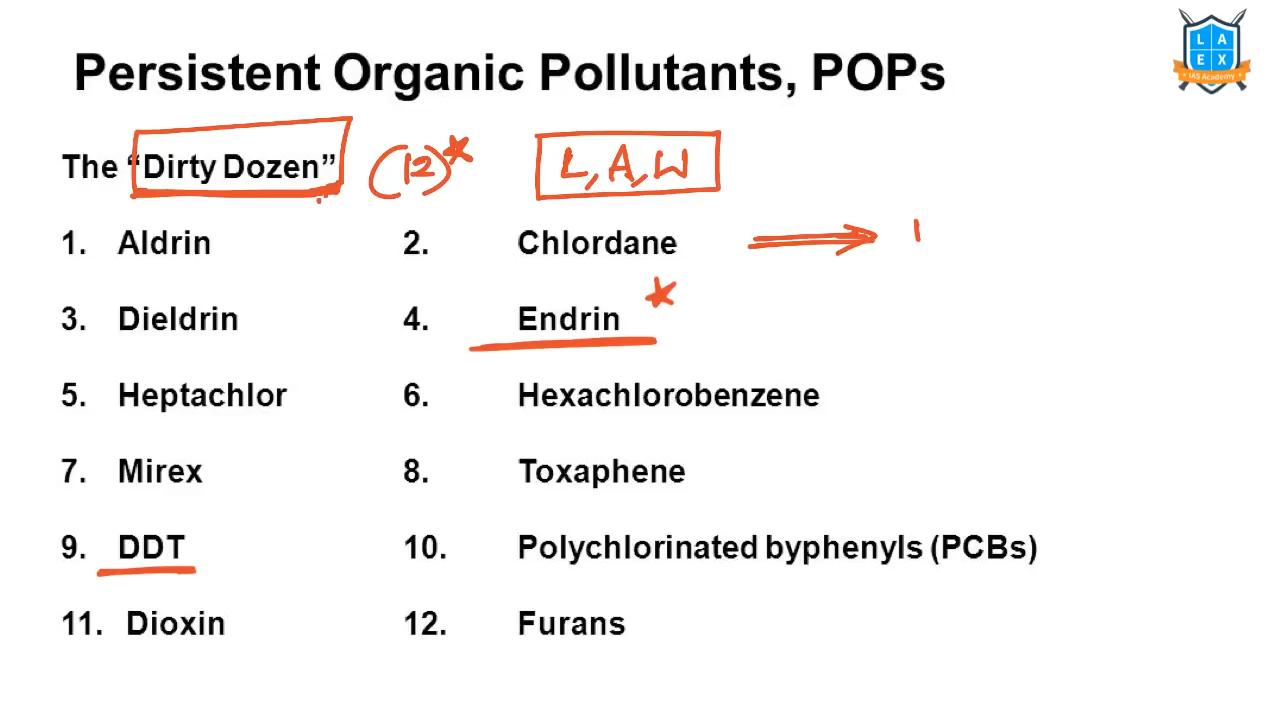 Persistent Organic Pollutants, POPs
L A
E X
IAS Academy
The “Dirty Dozen” (12)* L, A, W
1. Aldrin 2. Chlordane
3. Dieldrin 4. Endrin
5. Heptachlor 6. Hexachlorobenzene
7. Mirex 8. Toxaphene
9. DDT 10. Polychlorinated byphenyls (PCBs)
11. Dioxin 12. Furans